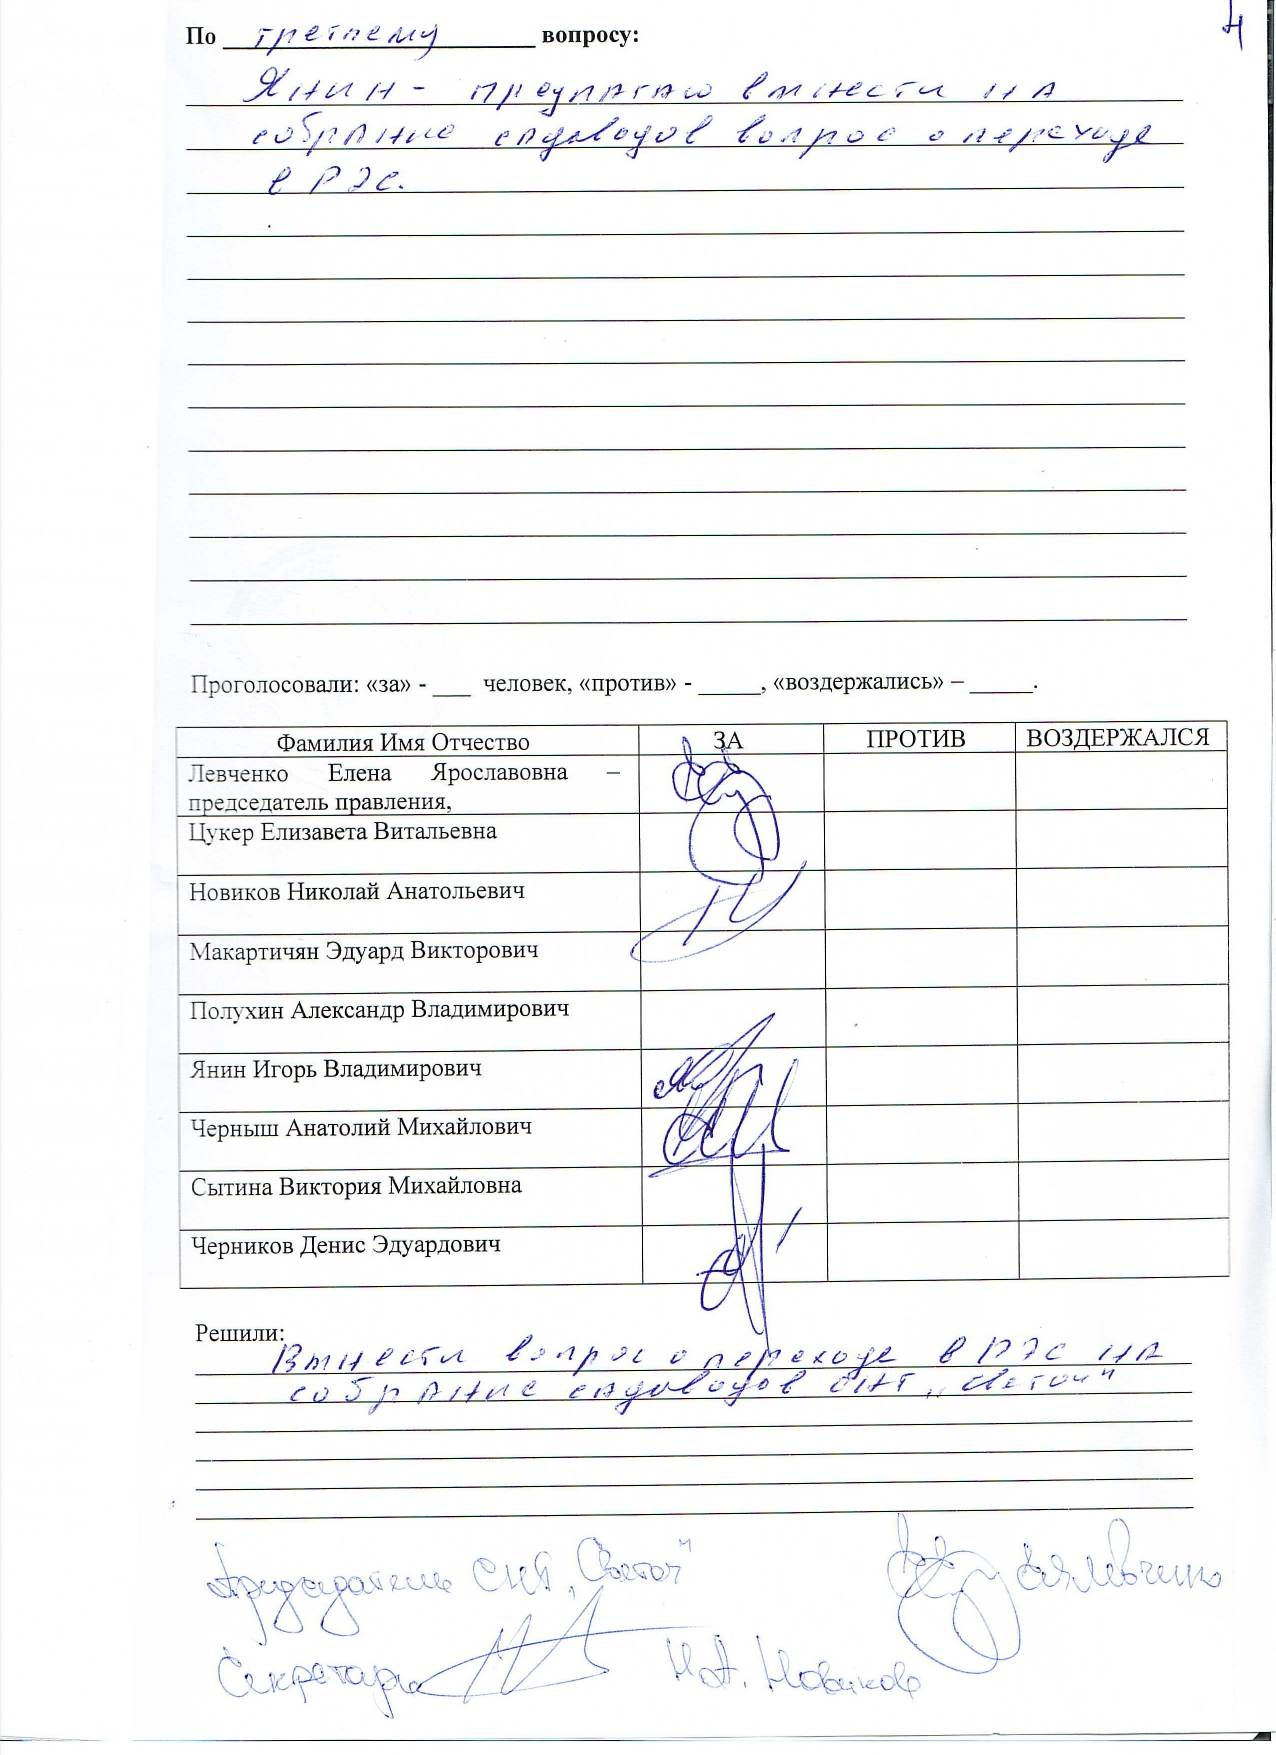 4
По третьему вопросу:
Янин - предлагаю вынести на
собрание садоводов вопрос о переходе
в РЭС.
Проголосовали: «за» - ___ человек, «против» - _____, «воздержались» – _____.
Фамилия Имя Отчество ЗА ПРОТИВ ВОЗДЕРЖАЛСЯ
Левченко Елена Ярославовна –
председатель правления,
Цукер Елизавета Витальевна
Новиков Николай Анатольевич
Макартичян Эдуард Викторович
Полухин Александр Владимирович
Янин Игорь Владимирович
Черныш Анатолий Михайлович
Сытина Виктория Михайловна
Черников Денис Эдуардович
Решили:
Вынести вопрос о переходе в РЭС на
собрание садоводов СНТ „Светоч"
Председатель СНТ „Светоч" Левченко
Секретарь Н.А. Новиков